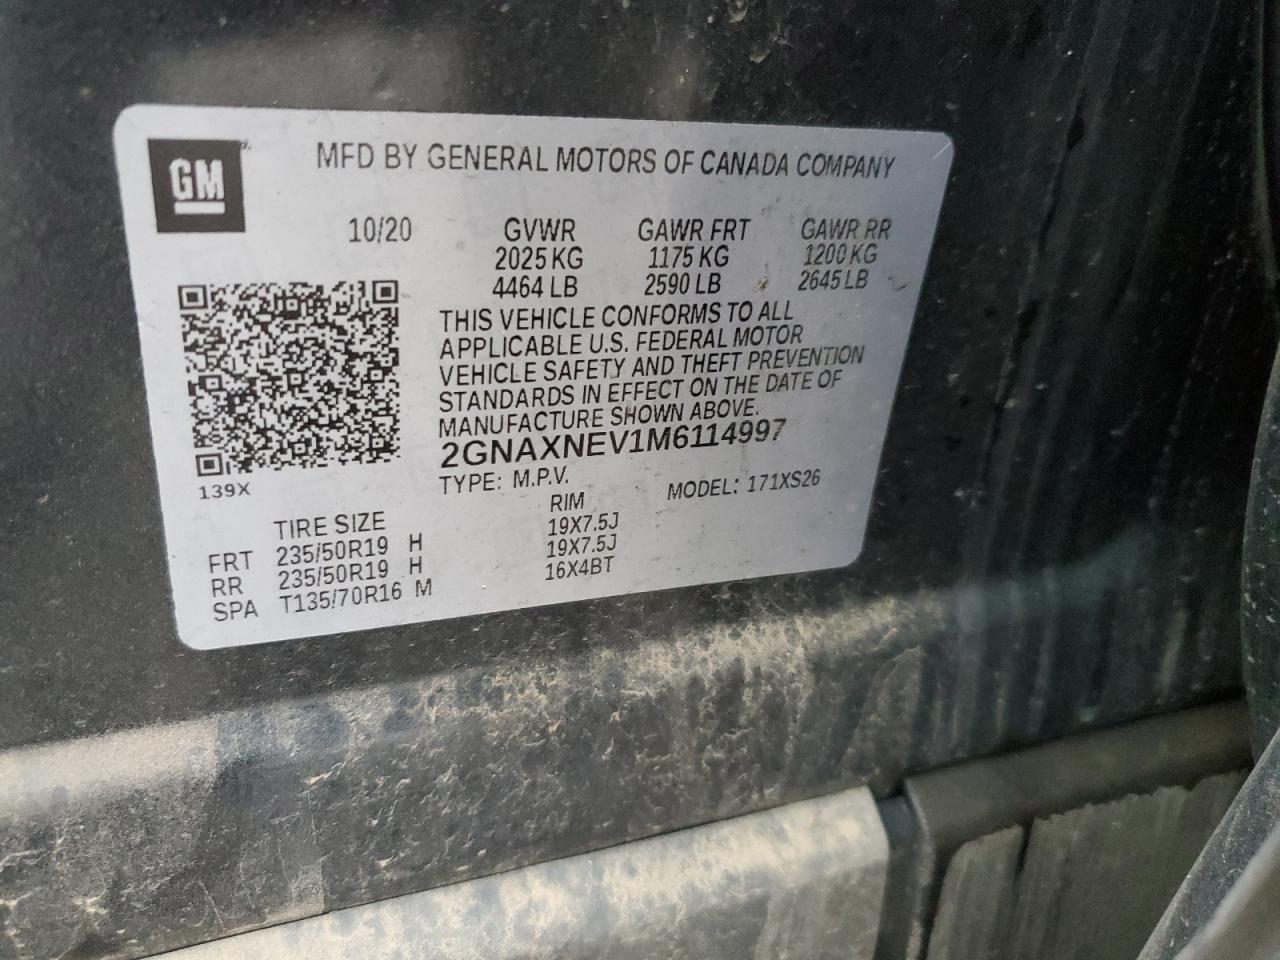 GM
MFD BY GENERAL MOTORS OF CANADA COMPANY
10/20 GVWR GAWR FRT GAWR RR
2025 KG 1175 KG 1200 KG
4464 LB 2590 LB 2645 LB
THIS VEHICLE CONFORMS TO ALL
APPLICABLE U.S. FEDERAL MOTOR
VEHICLE SAFETY AND THEFT PREVENTION
STANDARDS IN EFFECT ON THE DATE OF
MANUFACTURE SHOWN ABOVE.
2GNAXNEV1M6114997
139X
TYPE: M.P.V. MODEL: 171XS26
TIRE SIZE RIM
FRT 235/50R19 H 19X7.5J
RR 235/50R19 H 19X7.5J
SPA T135/70R16 M 16X4BT